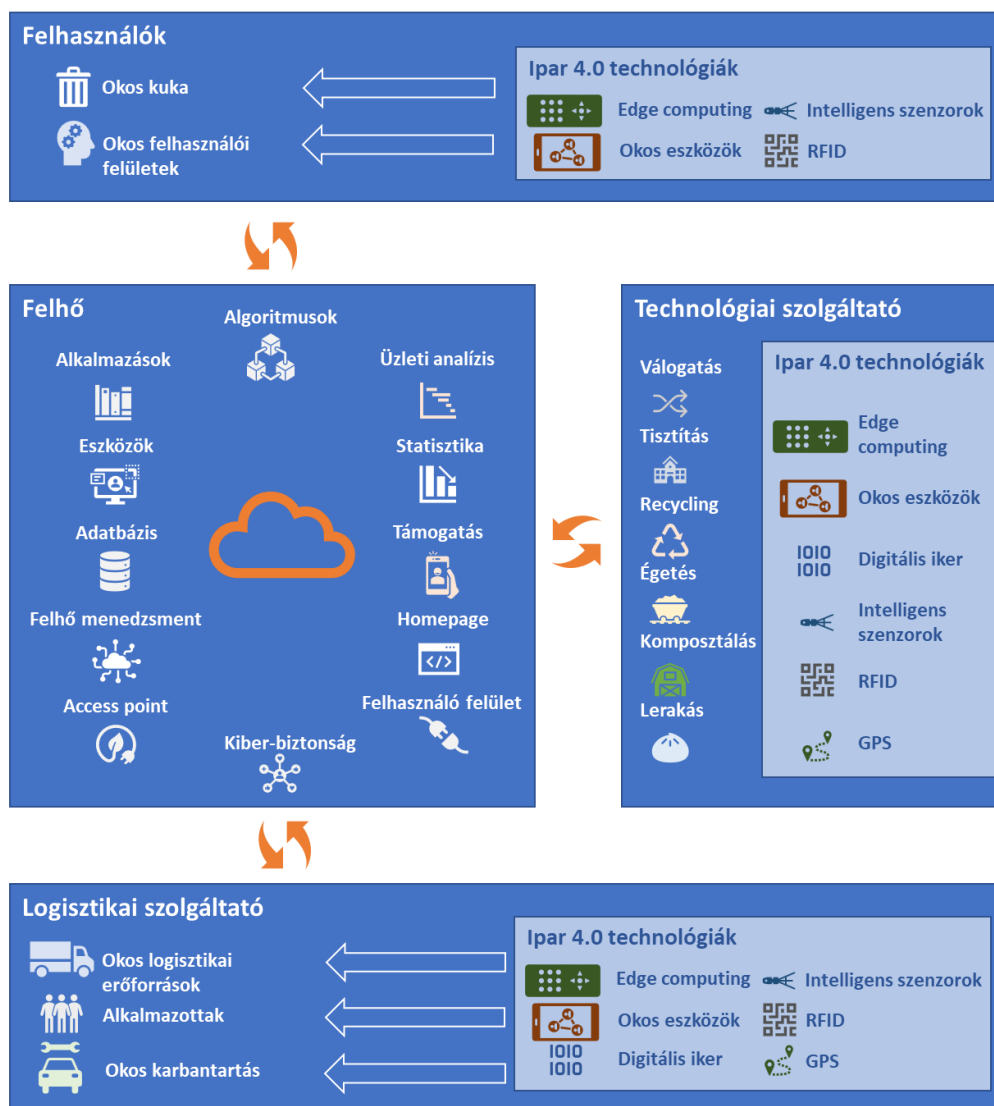 Felhasználók
Okos kuka
Okos felhasználói
felületek
Ipar 4.0 technológiák
Edge computing
Intelligens szenzorok
Okos eszközök
RFID
Felhő
Algoritmusok
Alkalmazások
Üzleti analízis
Eszközök
Statisztika
Adatbázis
Támogatás
Felhő menedzsment
Homepage
Access point
Felhasználó felület
Kiber-biztonság
Technológiai szolgáltató
Válogatás
Tisztítás
Recycling
Égetés
Komposztálás
Lerakás
Ipar 4.0 technológiák
Edge
computing
Okos eszközök
1010
1010
Digitális iker
Intelligens
szenzorok
RFID
GPS
Logisztikai szolgáltató
Okos logisztikai
erőforrások
Alkalmazottak
Okos karbantartás
Ipar 4.0 technológiák
Edge computing
Intelligens szenzorok
Okos eszközök
RFID
1010
1010
Digitális iker
GPS